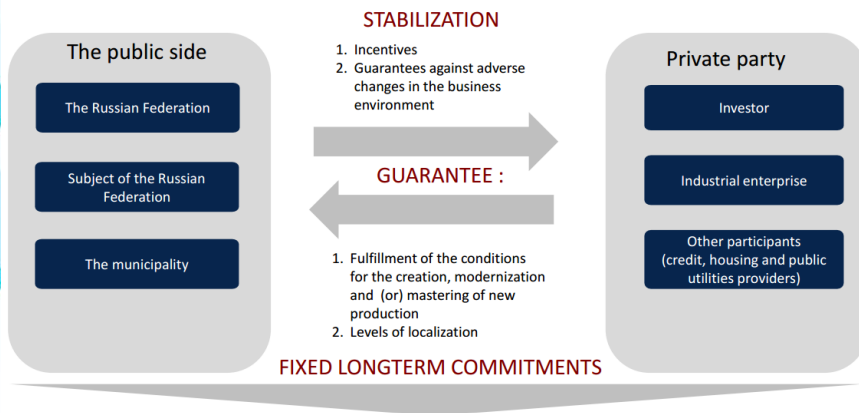 STABILIZATION
The public side
The Russian Federation
Subject of the Russian
Federation
The municipality
1. Incentives
2. Guarantees against adverse
changes in the business
environment
GUARANTEE :
1. Fulfillment of the conditions
for the creation, modernization
and (or) mastering of new
production
2. Levels of localization
Private party
Investor
Industrial enterprise
Other participants
(credit, housing and public
utilities providers)
FIXED LONGTERM COMMITMENTS